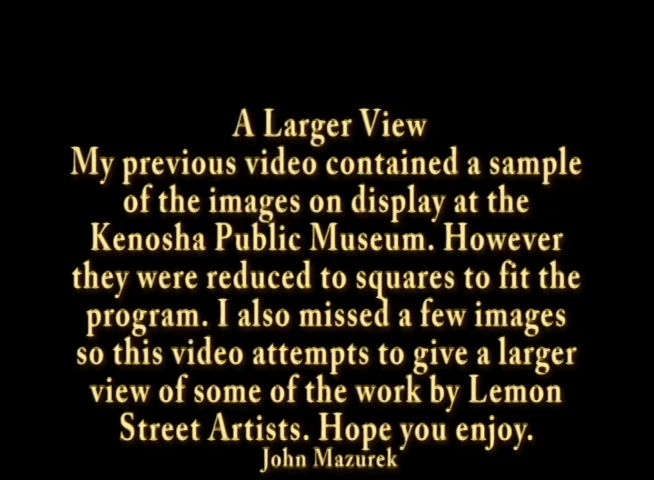 A Larger View
My previous video contained a sample
of the images on display at the
Kenosha Public Museum. However
they were reduced to squares to fit the
program. I also missed a few images
so this video attempts to give a larger
view of some of the work by Lemon
Street Artists. Hope you enjoy.
John Mazurek